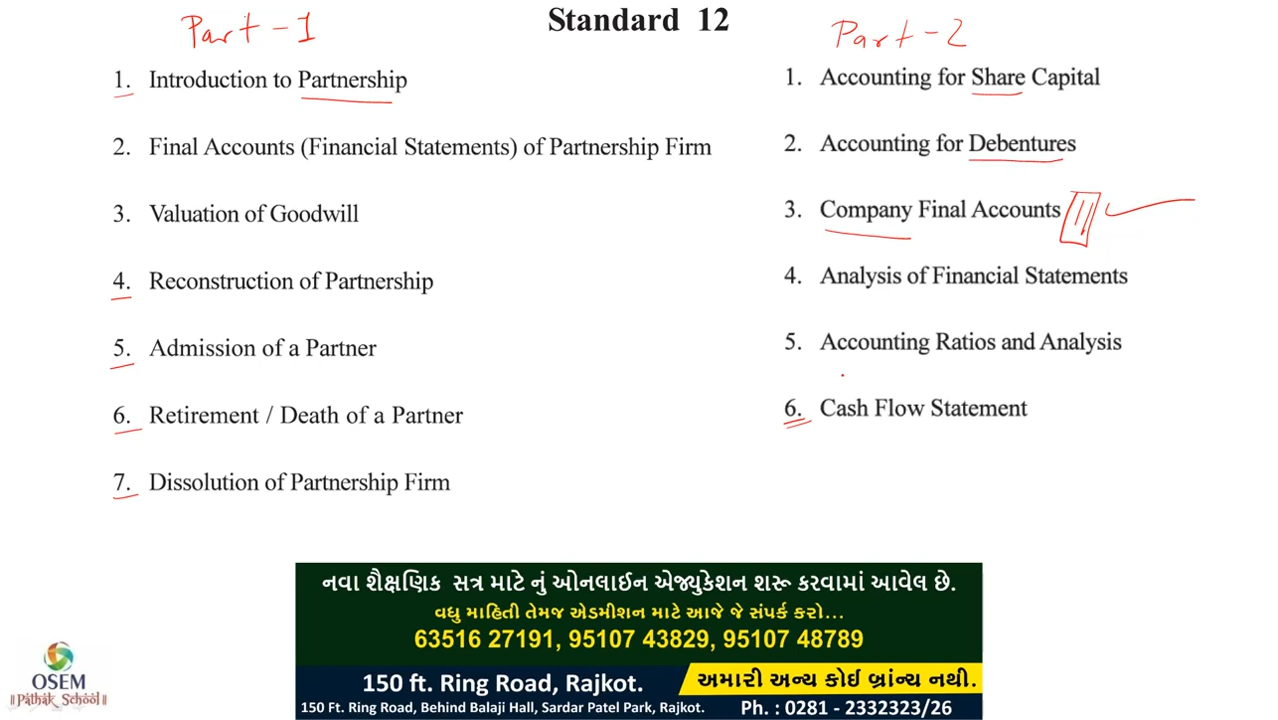 Standard 12
Part - 1
1. Introduction to Partnership
2. Final Accounts (Financial Statements) of Partnership Firm
3. Valuation of Goodwill
4. Reconstruction of Partnership
5. Admission of a Partner
6. Retirement / Death of a Partner
7. Dissolution of Partnership Firm
Part - 2
1. Accounting for Share Capital
2. Accounting for Debentures
3. Company Final Accounts
4. Analysis of Financial Statements
5. Accounting Ratios and Analysis
6. Cash Flow Statement
નવા શૈક્ષણિક સત્ર માટે નું ઓનલાઈન એજ્યુકેશન શરૂ કરવામાં આવેલ છે.
વધુ માહિતી તેમજ એડમીશન માટે આજે જે સંપર્ક કરો...
63516 27191, 95107 43829, 95107 48789
150 ft. Ring Road, Rajkot.
અમારી અન્ય કોઈ બ્રાંન્ચ નથી.
150 Ft. Ring Road, Behind Balaji Hall, Sardar Patel Park, Rajkot.
Ph. : 0281 - 2332323/26
OSEM
॥Pathak School॥